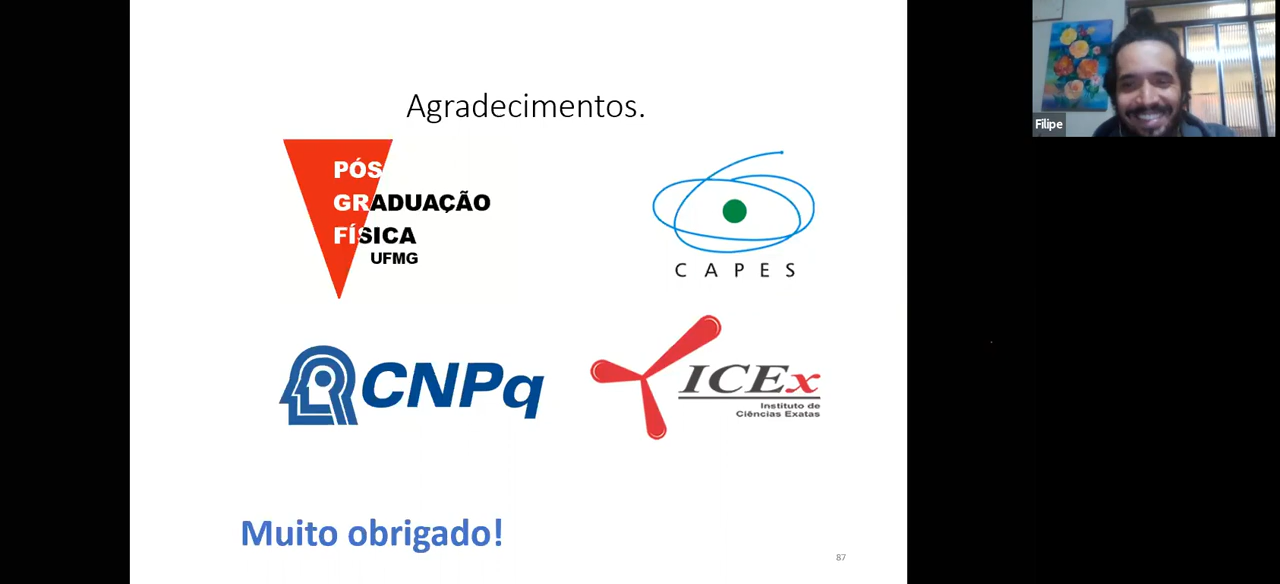 Agradecimentos.
PÓS
GRADUAÇÃO
FÍSICA
UFMG
CAPES
CNPq
ICEx
Instituto de
Ciências Exatas
Muito obrigado!
87
Filipe